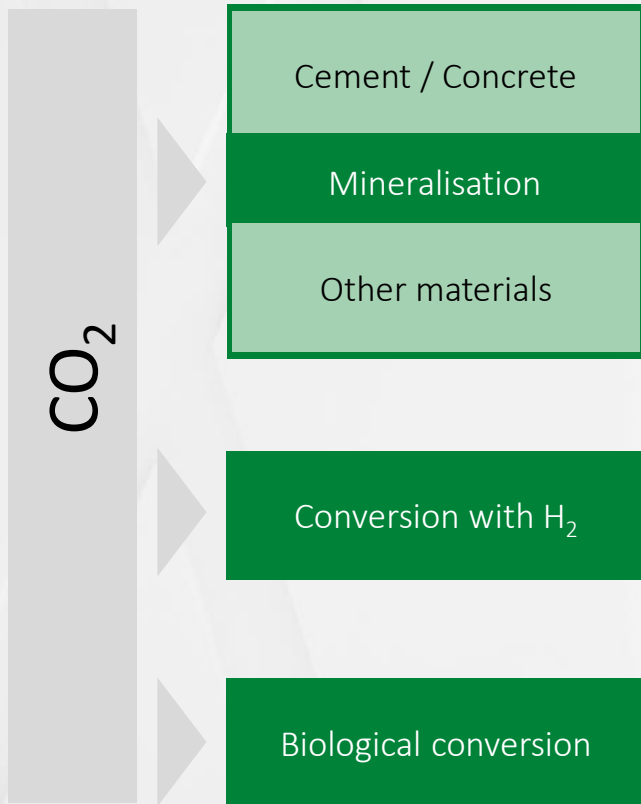 CO₂
Cement / Concrete
Mineralisation
Other materials
Conversion with H₂
Biological conversion